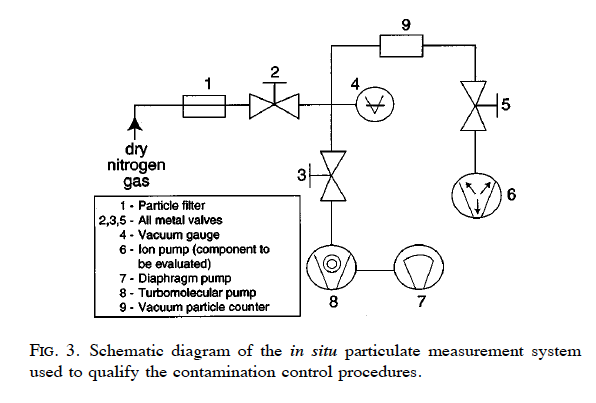 9
1
2
4
5
dry
nitrogen
gas
3
6
1 - Particle filter
2,3,5 - All metal valves
4 - Vacuum gauge
6 - Ion pump (component to
be evaluated)
7 - Diaphragm pump
8 - Turbomolecular pump
9 - Vacuum particle counter
8
7
FIG. 3. Schematic diagram of the in situ particulate measurement system
used to qualify the contamination control procedures.